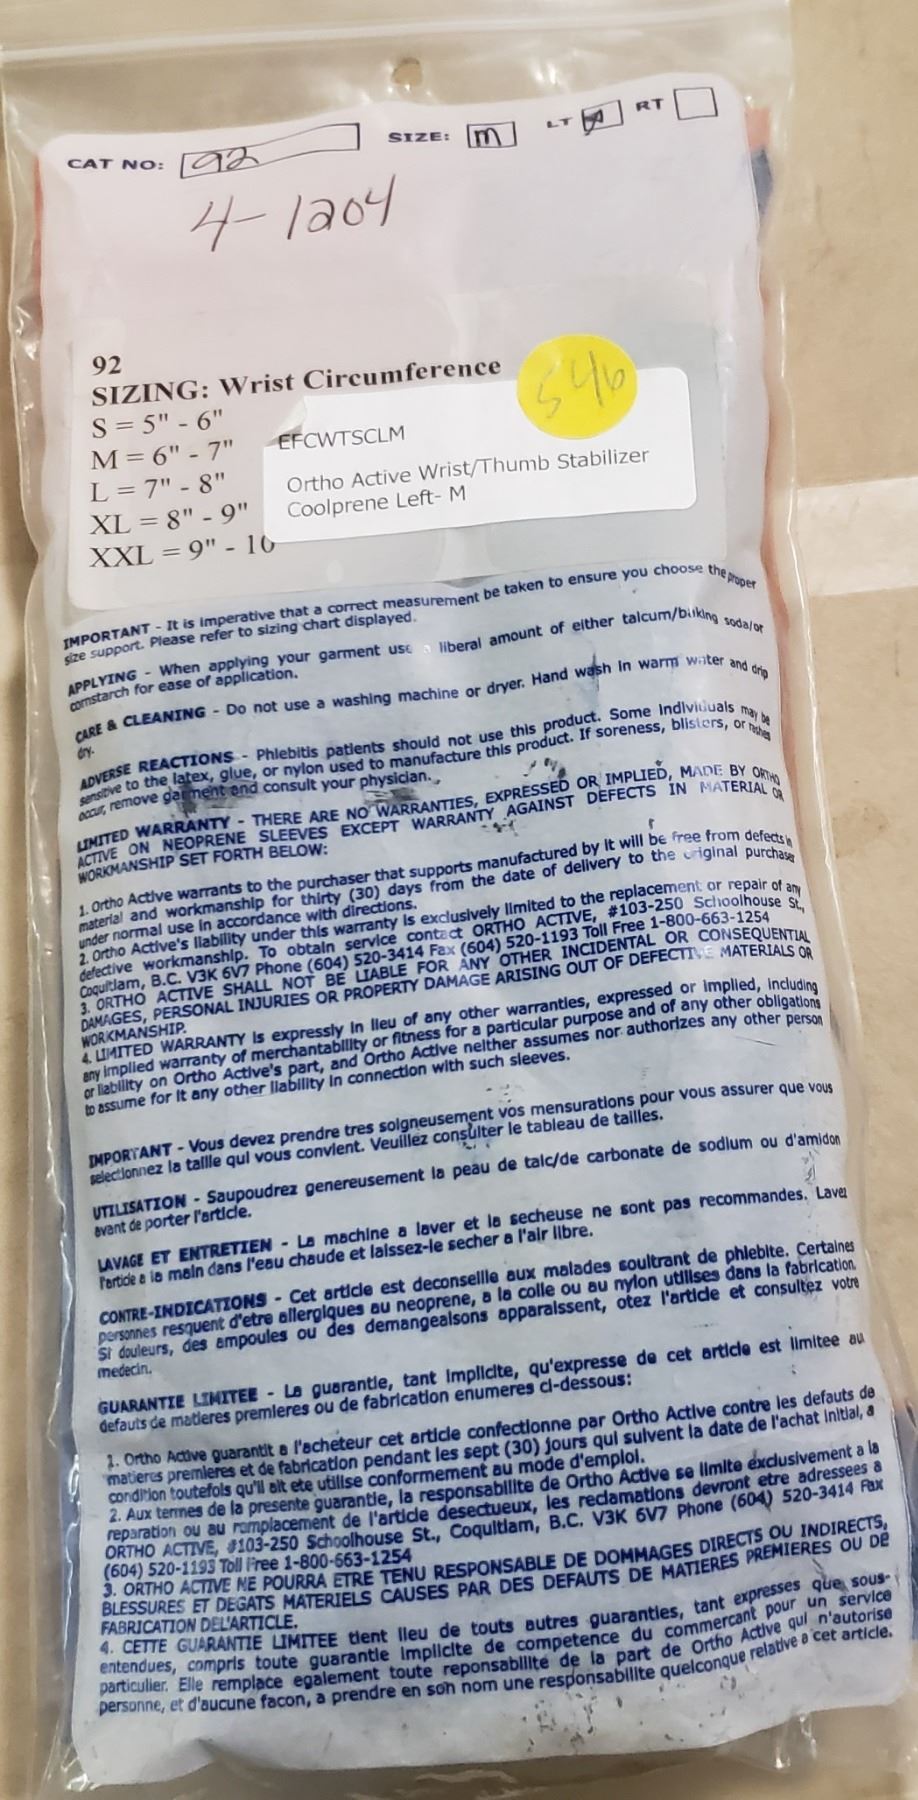 CAT NO: 92 SIZE: m LT RT
4-1204
92
SIZING: Wrist Circumference
S = 5" - 6"
M = 6" - 7"
L = 7" - 8"
XL = 8" - 9"
XXL = 9" - 10
546
EFCWTSCLM
Ortho Active Wrist/Thumb Stabilizer
Coolprene Left- M
IMPORTANT - It is imperative that a correct measurement be taken to ensure you choose the proper
size support. Please refer to sizing chart displayed.
APPLYING - When applying your garment use a liberal amount of either talcum/baking soda/or
cornstarch for ease of application.
CARE & CLEANING - Do not use a washing machine or dryer. Hand wash in warm water and drip
dry.
ADVERSE REACTIONS - Phlebitis patients should not use this product. Some individuals may be
sensitive to the latex, glue, or nylon used to manufacture this product. If soreness, blisters, or rashes
occur, remove garment and consult your physician.
LIMITED WARRANTY - THERE ARE NO WARRANTIES, EXPRESSED OR IMPLIED, MADE BY ORTHO
ACTIVE ON NEOPRENE SLEEVES EXCEPT WARRANTY AGAINST DEFECTS IN MATERIAL OR
WORKMANSHIP SET FORTH BELOW:
1. Ortho Active warrants to the purchaser that supports manufactured by it will be free from defects in
material and workmanship for thirty (30) days from the date of delivery to the original purchaser
under normal use in accordance with directions.
2. Ortho Active's liability under this warranty is exclusively limited to the replacement or repair of any
defective workmanship. To obtain service contact ORTHO ACTIVE, #103-250 Schoolhouse St.,
Coquitlam, B.C. V3K 6V7 Phone (604) 520-3414 Fax (604) 520-1193 Toll Free 1-800-663-1254
3. ORTHO ACTIVE SHALL NOT BE LIABLE FOR ANY OTHER INCIDENTAL OR CONSEQUENTIAL
DAMAGES, PERSONAL INJURIES OR PROPERTY DAMAGE ARISING OUT OF DEFECTIVE MATERIALS OR
WORKMANSHIP.
4. LIMITED WARRANTY is expressly in lieu of any other warranties, expressed or implied, including
any implied warranty of merchantability or fitness for a particular purpose and of any other obligations
or liability on Ortho Active's part, and Ortho Active neither assumes nor authorizes any other person
to assume for it any other liability in connection with such sleeves.
IMPORTANT - Vous devez prendre tres soigneusement vos mensurations pour vous assurer que vous
selectionnez la taille qui vous convient. Veuillez consulter le tableau de tailles.
UTILISATION - Saupoudrez genereusement la peau de talc/de carbonate de sodium ou d'amidon
avant de porter l'article.
LAVAGE ET ENTRETIEN - La machine a laver et la secheuse ne sont pas recommandes. Lavez
l'article a la main dans l'eau chaude et laissez-le secher a l'air libre.
CONTRE-INDICATIONS - Cet article est deconseille aux malades soultrant de phlebite. Certaines
personnes resquent d'etre allergiques au neoprene, a la colle ou au nylon utilises dans la fabrication.
Si douleurs, des ampoules ou des demangeaisons apparaissent, otez l'article et consultez votre
medecin.
GUARANTIE LIMITEE - La guarantie, tant implicite, qu'expresse de cet article est limitee au
defauts de matieres premieres ou de fabrication enumeres ci-dessous:
1. Ortho Active guarantit a l'acheteur cet article confectionne par Ortho Active contre les defauts de
matieres premieres et de fabrication pendant les sept (30) jours qui suivent la date de l'achat initial, a
condition toutefois qu'il ait ete utilise conformement au mode d'emploi.
2. Aux termes de la presente guarantie, la responsabilite de Ortho Active se limite exclusivement a la
reparation ou au remplacement de l'article desectueux, les reclamations devront etre adressees a
ORTHO ACTIVE, #103-250 Schoolhouse St., Coquitlam, B.C. V3K 6V7 Phone (604) 520-3414 Fax
(604) 520-1193 Toll Free 1-800-663-1254
3. ORTHO ACTIVE NE POURRA ETRE TENU RESPONSABLE DE DOMMAGES DIRECTS OU INDIRECTS,
BLESSURES ET DEGATS MATERIELS CAUSES PAR DES DEFAUTS DE MATIERES PREMIERES OU DE
FABRICATION DEL'ARTICLE.
4. CETTE GUARANTIE LIMITEE tient lieu de touts autres guaranties, tant expresses que sous-
entendues, compris toute guarantie implicite de competence du commercant pour un service
particulier. Elle remplace egalement toute reponsabilite de la part de Ortho Active qui n'autorise
personne, et d'aucune facon, a prendre en son nom une responsabilite quelconque relative a cet article.